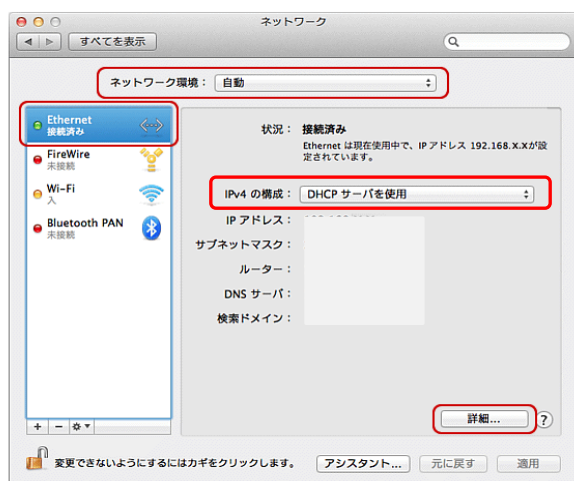 ネットワーク
すべてを表示
ネットワーク環境： 自動
Ethernet
接続済み
FireWire
未接続
Wi-Fi
入
Bluetooth PAN
未接続
状況： 接続済み
Ethernet は現在使用中で、IP アドレス 192.168.X.Xが設
定されています。
IPv4 の構成： DHCP サーバを使用
IP アドレス：
サブネットマスク：
ルーター：
DNS サーバ：
検索ドメイン：
詳細... ?
+ −
変更できないようにするにはカギをクリックします。
アシスタント... 元に戻す 適用